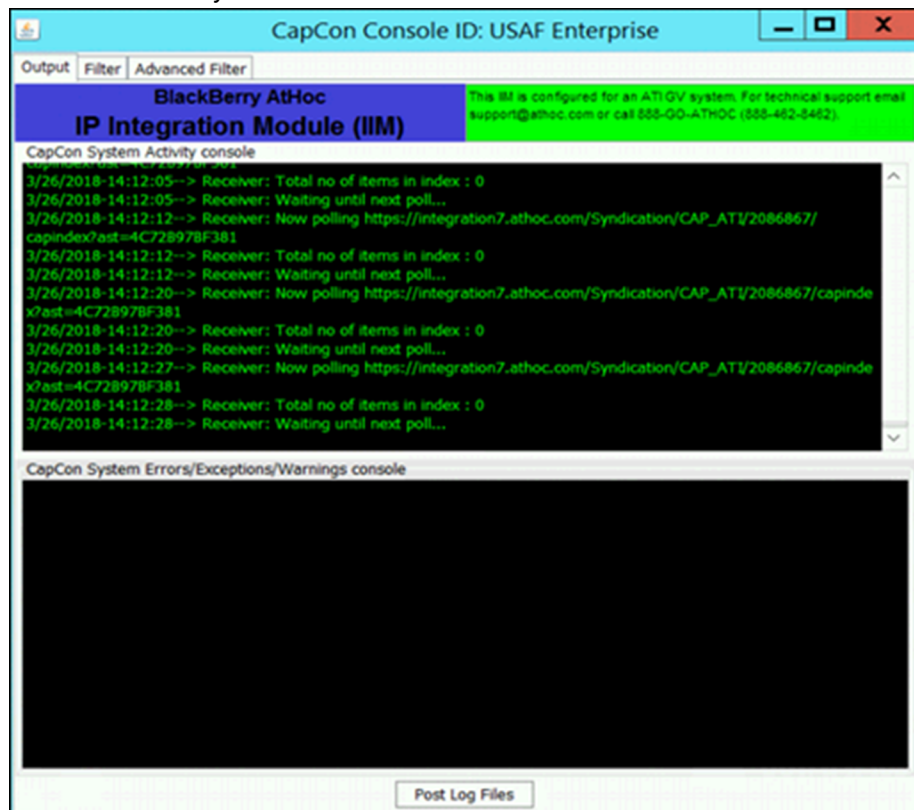 CapCon Console ID: USAF Enterprise
Output Filter Advanced Filter
BlackBerry AtHoc
IP Integration Module (IIM)
This IIM is configured for an ATI GV system. For technical support email
support@athoc.com or call 888-GO-ATHOC (888-462-8462).
CapCon System Activity console
capindex?ast=4C72897BF381
3/26/2018-14:12:05--> Receiver: Total no of items in index : 0
3/26/2018-14:12:05--> Receiver: Waiting until next poll...
3/26/2018-14:12:12--> Receiver: Now polling https://integration7.athoc.com/Syndication/CAP_ATI/2086867/
capindex?ast=4C72897BF381
3/26/2018-14:12:12--> Receiver: Total no of items in index : 0
3/26/2018-14:12:12--> Receiver: Waiting until next poll...
3/26/2018-14:12:20--> Receiver: Now polling https://integration7.athoc.com/Syndication/CAP_ATI/2086867/capinde
x?ast=4C72897BF381
3/26/2018-14:12:20--> Receiver: Total no of items in index : 0
3/26/2018-14:12:20--> Receiver: Waiting until next poll...
3/26/2018-14:12:27--> Receiver: Now polling https://integration7.athoc.com/Syndication/CAP_ATI/2086867/capinde
x?ast=4C72897BF381
3/26/2018-14:12:28--> Receiver: Total no of items in index : 0
3/26/2018-14:12:28--> Receiver: Waiting until next poll...
CapCon System Errors/Exceptions/Warnings console
Post Log Files